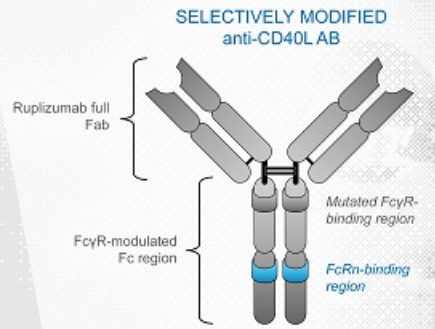 SELECTIVELY MODIFIED
anti-CD40L AB
Ruplizumab full
Fab
FcγR-modulated
Fc region
Mutated FcγR-
binding region
FcRn-binding
region